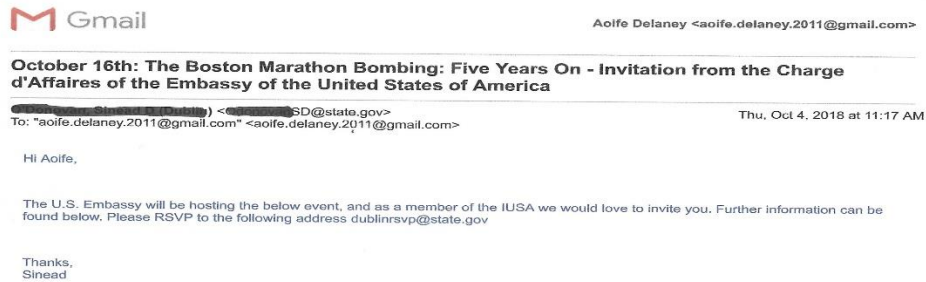 Gmail
Aoife Delaney <aoife.delaney.2011@gmail.com>
October 16th: The Boston Marathon Bombing: Five Years On - Invitation from the Charge
d'Affaires of the Embassy of the United States of America
) < SD@state.gov>
Thu, Oct 4, 2018 at 11:17 AM
To: "aoife.delaney.2011@gmail.com" <aoife.delaney.2011@gmail.com>
Hi Aoife,
The U.S. Embassy will be hosting the below event, and as a member of the IUSA we would love to invite you. Further information can be
found below. Please RSVP to the following address dublinrsvp@state.gov
Thanks,
Sinead